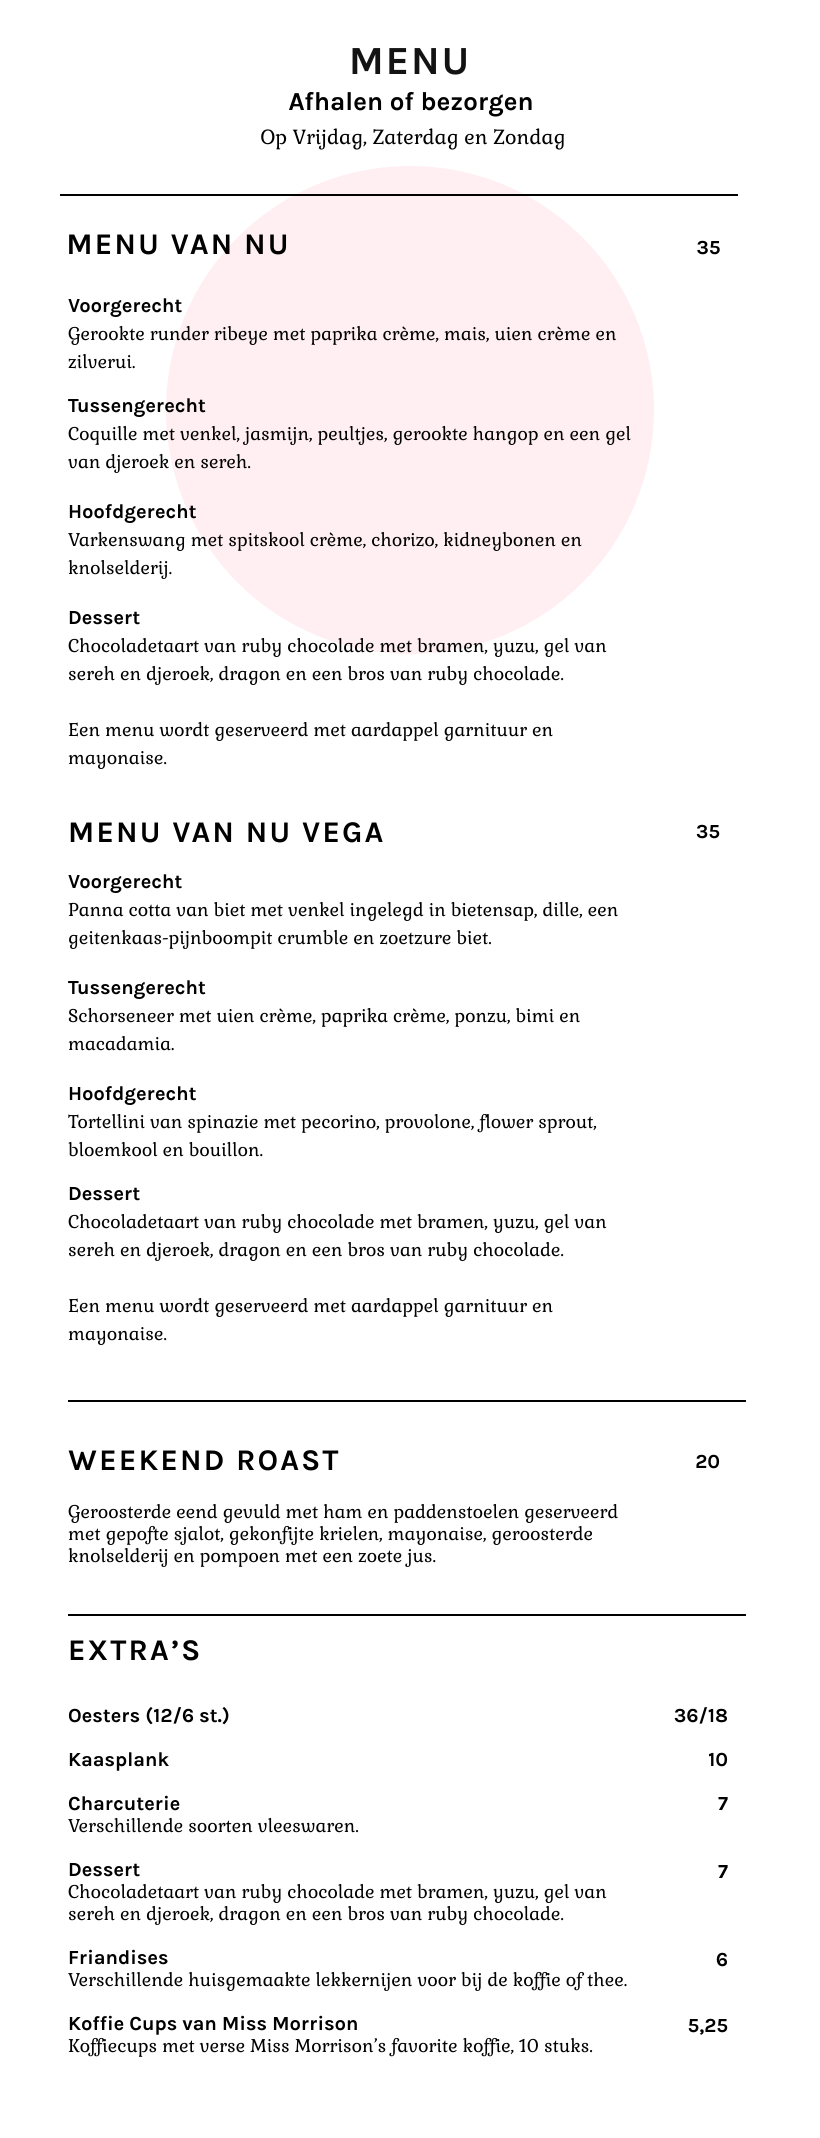 MENU
Afhalen of bezorgen
Op Vrijdag, Zaterdag en Zondag
MENU VAN NU 35
Voorgerecht
Gerookte runder ribeye met paprika crème, mais, uien crème en
zilverui.
Tussengerecht
Coquille met venkel, jasmijn, peultjes, gerookte hangop en een gel
van djeroek en sereh.
Hoofdgerecht
Varkenswang met spitskool crème, chorizo, kidneybonen en
knolselderij.
Dessert
Chocoladetaart van ruby chocolade met bramen, yuzu, gel van
sereh en djeroek, dragon en een bros van ruby chocolade.
Een menu wordt geserveerd met aardappel garnituur en
mayonaise.
MENU VAN NU VEGA 35
Voorgerecht
Panna cotta van biet met venkel ingelegd in bietensap, dille, een
geitenkaas-pijnboompit crumble en zoetzure biet.
Tussengerecht
Schorseneer met uien crème, paprika crème, ponzu, bimi en
macadamia.
Hoofdgerecht
Tortellini van spinazie met pecorino, provolone, flower sprout,
bloemkool en bouillon.
Dessert
Chocoladetaart van ruby chocolade met bramen, yuzu, gel van
sereh en djeroek, dragon en een bros van ruby chocolade.
Een menu wordt geserveerd met aardappel garnituur en
mayonaise.
WEEKEND ROAST 20
Geroosterde eend gevuld met ham en paddenstoelen geserveerd
met gepofte sjalot, gekonfijte krielen, mayonaise, geroosterde
knolselderij en pompoen met een zoete jus.
EXTRA’S
Oesters (12/6 st.) 36/18
Kaasplank 10
Charcuterie 7
Verschillende soorten vleeswaren.
Dessert 7
Chocoladetaart van ruby chocolade met bramen, yuzu, gel van
sereh en djeroek, dragon en een bros van ruby chocolade.
Friandises 6
Verschillende huisgemaakte lekkernijen voor bij de koffie of thee.
Koffie Cups van Miss Morrison 5,25
Koffiecups met verse Miss Morrison’s favorite koffie, 10 stuks.